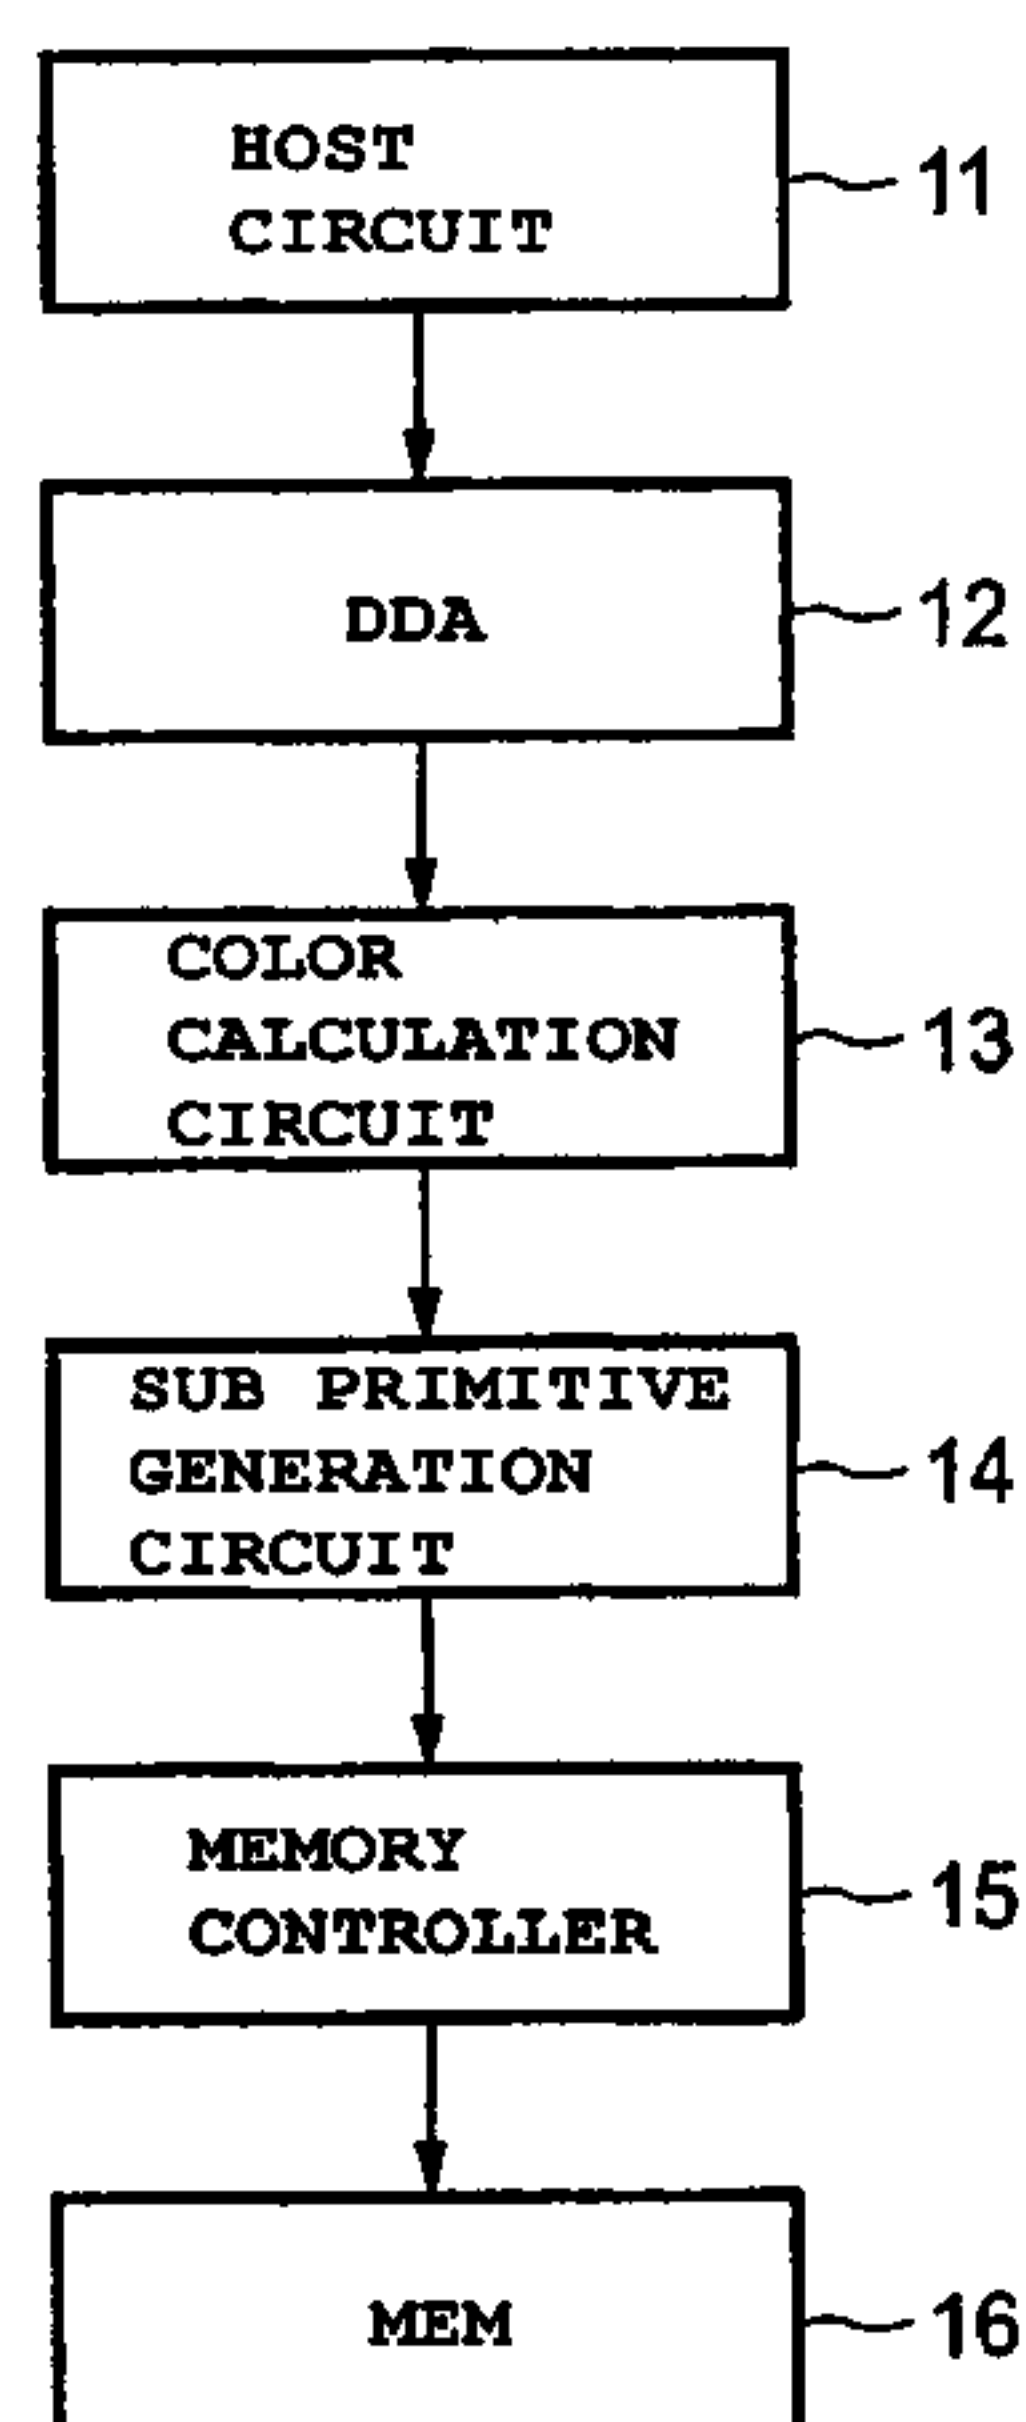 HOST
CIRCUIT
11
DDA
12
COLOR
CALCULATION
CIRCUIT
13
SUB PRIMITIVE
GENERATION
CIRCUIT
14
MEMORY
CONTROLLER
15
MEM
16